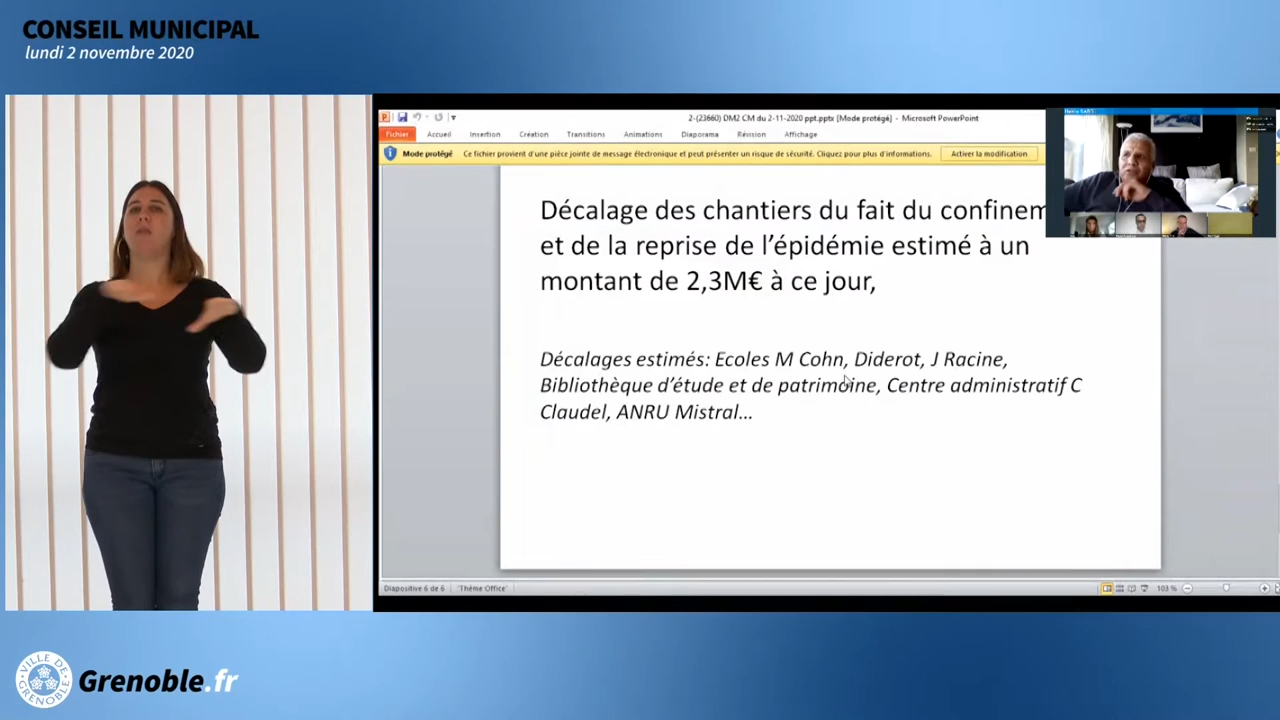 CONSEIL MUNICIPAL
lundi 2 novembre 2020
2-(23660) DM2 CM du 2-11-2020 ppt.pptx [Mode protégé] - Microsoft PowerPoint
Fichier Accueil Insertion Création Transitions Animations Diaporama Révision Affichage
Mode protégé Ce fichier provient d'une pièce jointe de message électronique et peut présenter un risque de sécurité. Cliquez pour plus d'informations. Activer la modification
Décalage des chantiers du fait du confinem
et de la reprise de l'épidémie estimé à un
montant de 2,3M€ à ce jour,
Décalages estimés: Ecoles M Cohn, Diderot, J Racine,
Bibliothèque d'étude et de patrimoine, Centre administratif C
Claudel, ANRU Mistral...
Diapositive 6 de 6 'Thème Office' 103 %
VILLE DE GRENOBLE
Grenoble.fr